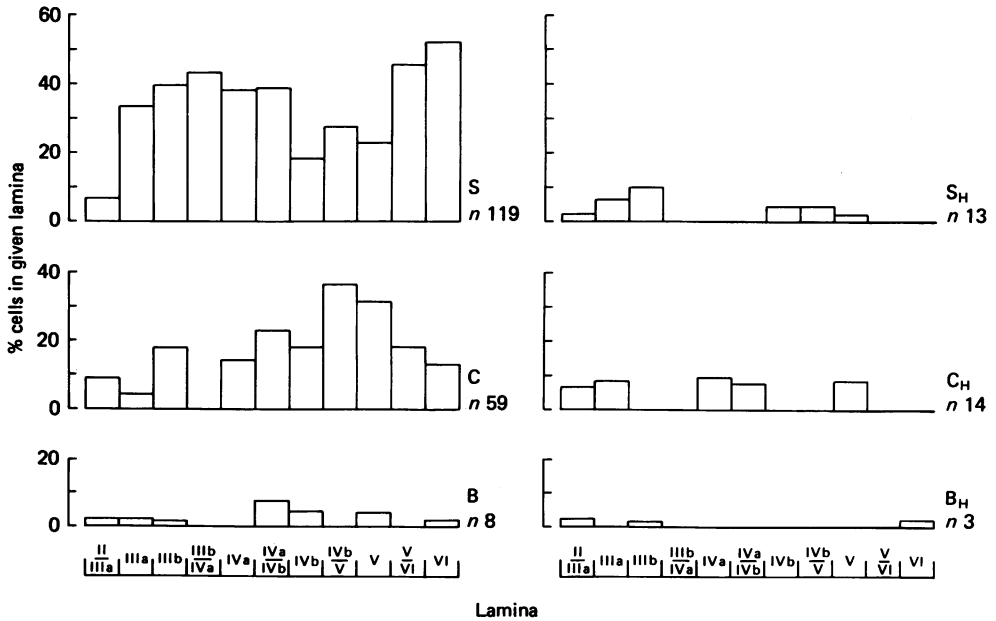 % cells in given lamina
60
40
20
0
S
n 119
S_H
n 13
40
20
0
C
n 59
C_H
n 14
20
0
B
n 8
B_H
n 3
II/IIIa IIIa IIIb IIIb/IVa IVa IVa/IVb IVb IVb/V V V/VI VI
II/IIIa IIIa IIIb IIIb/IVa IVa IVa/IVb IVb IVb/V V V/VI VI
Lamina